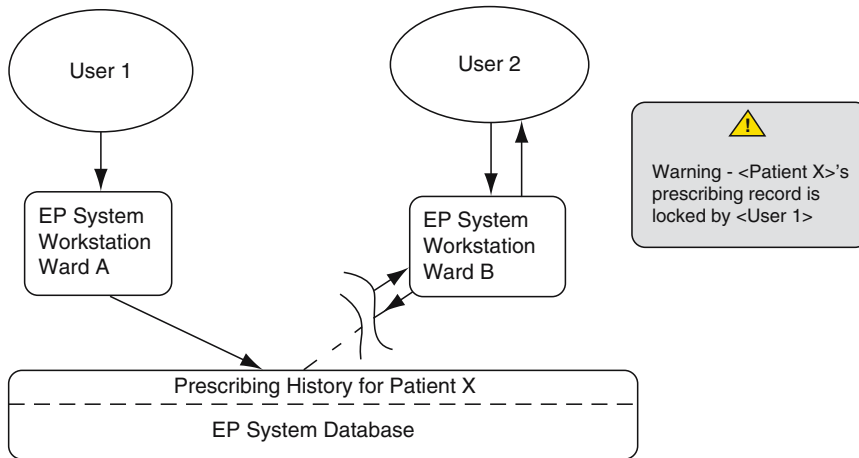 User 1
User 2
EP System
Workstation
Ward A
EP System
Workstation
Ward B
!
Warning - <Patient X>'s
prescribing record is
locked by <User 1>
Prescribing History for Patient X
EP System Database